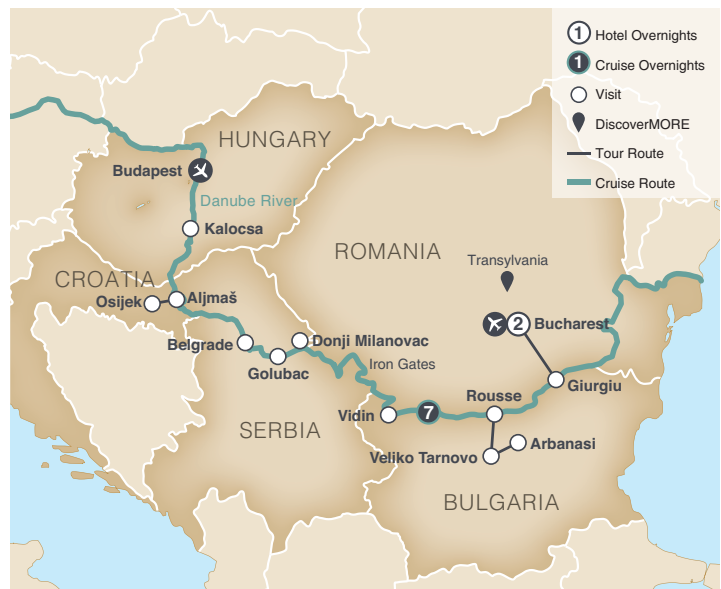 1 Hotel Overnights
1 Cruise Overnights
Visit
DiscoverMORE
Tour Route
Cruise Route
HUNGARY
Budapest
Danube River
Kalocsa
ROMANIA
Transylvania
CROATIA
Osijek
Aljmaš
2 Bucharest
Belgrade
Donji Milanovac
Golubac
Iron Gates
Giurgiu
Rousse
Vidin
7
SERBIA
Veliko Tarnovo
Arbanasi
BULGARIA